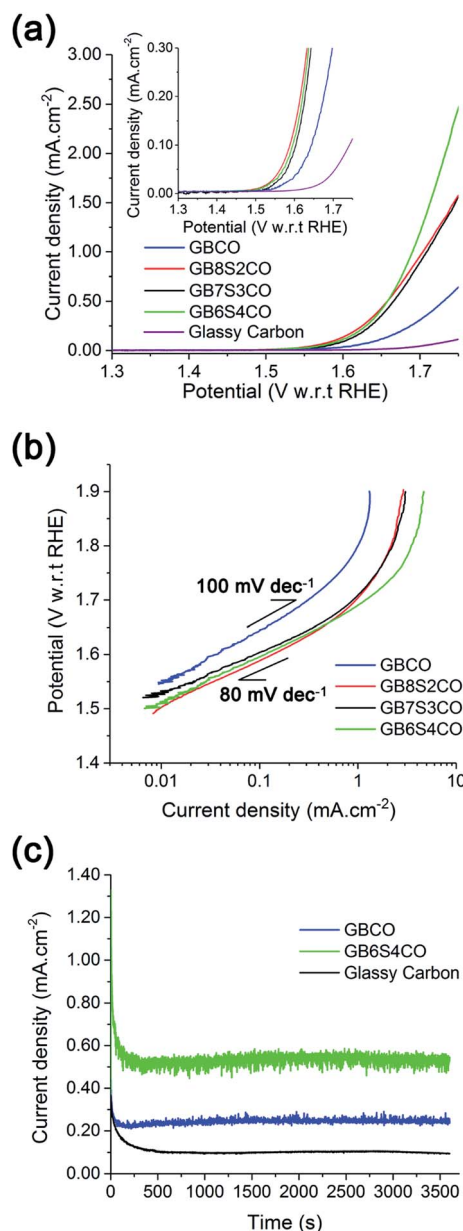 (a)
3.00
2.50
2.00
1.50
1.00
0.50
0.00
Current density (mA.cm-2)
0.30
0.20
0.10
0.00
Current density (mA.cm-2)
1.3 1.4 1.5 1.6 1.7
Potential (V w.r.t RHE)
GBCO
GB8S2CO
GB7S3CO
GB6S4CO
Glassy Carbon
1.3 1.4 1.5 1.6 1.7
Potential (V w.r.t RHE)
(b)
1.9
1.8
1.7
1.6
1.5
1.4
Potential (V w.r.t RHE)
100 mV dec-1
80 mV dec-1
GBCO
GB8S2CO
GB7S3CO
GB6S4CO
0.01 0.1 1 10
Current density (mA.cm-2)
(c)
1.40
1.20
1.00
0.80
0.60
0.40
0.20
0.00
Current density (mA.cm-2)
GBCO
GB6S4CO
Glassy Carbon
0 500 1000 1500 2000 2500 3000 3500
Time (s)